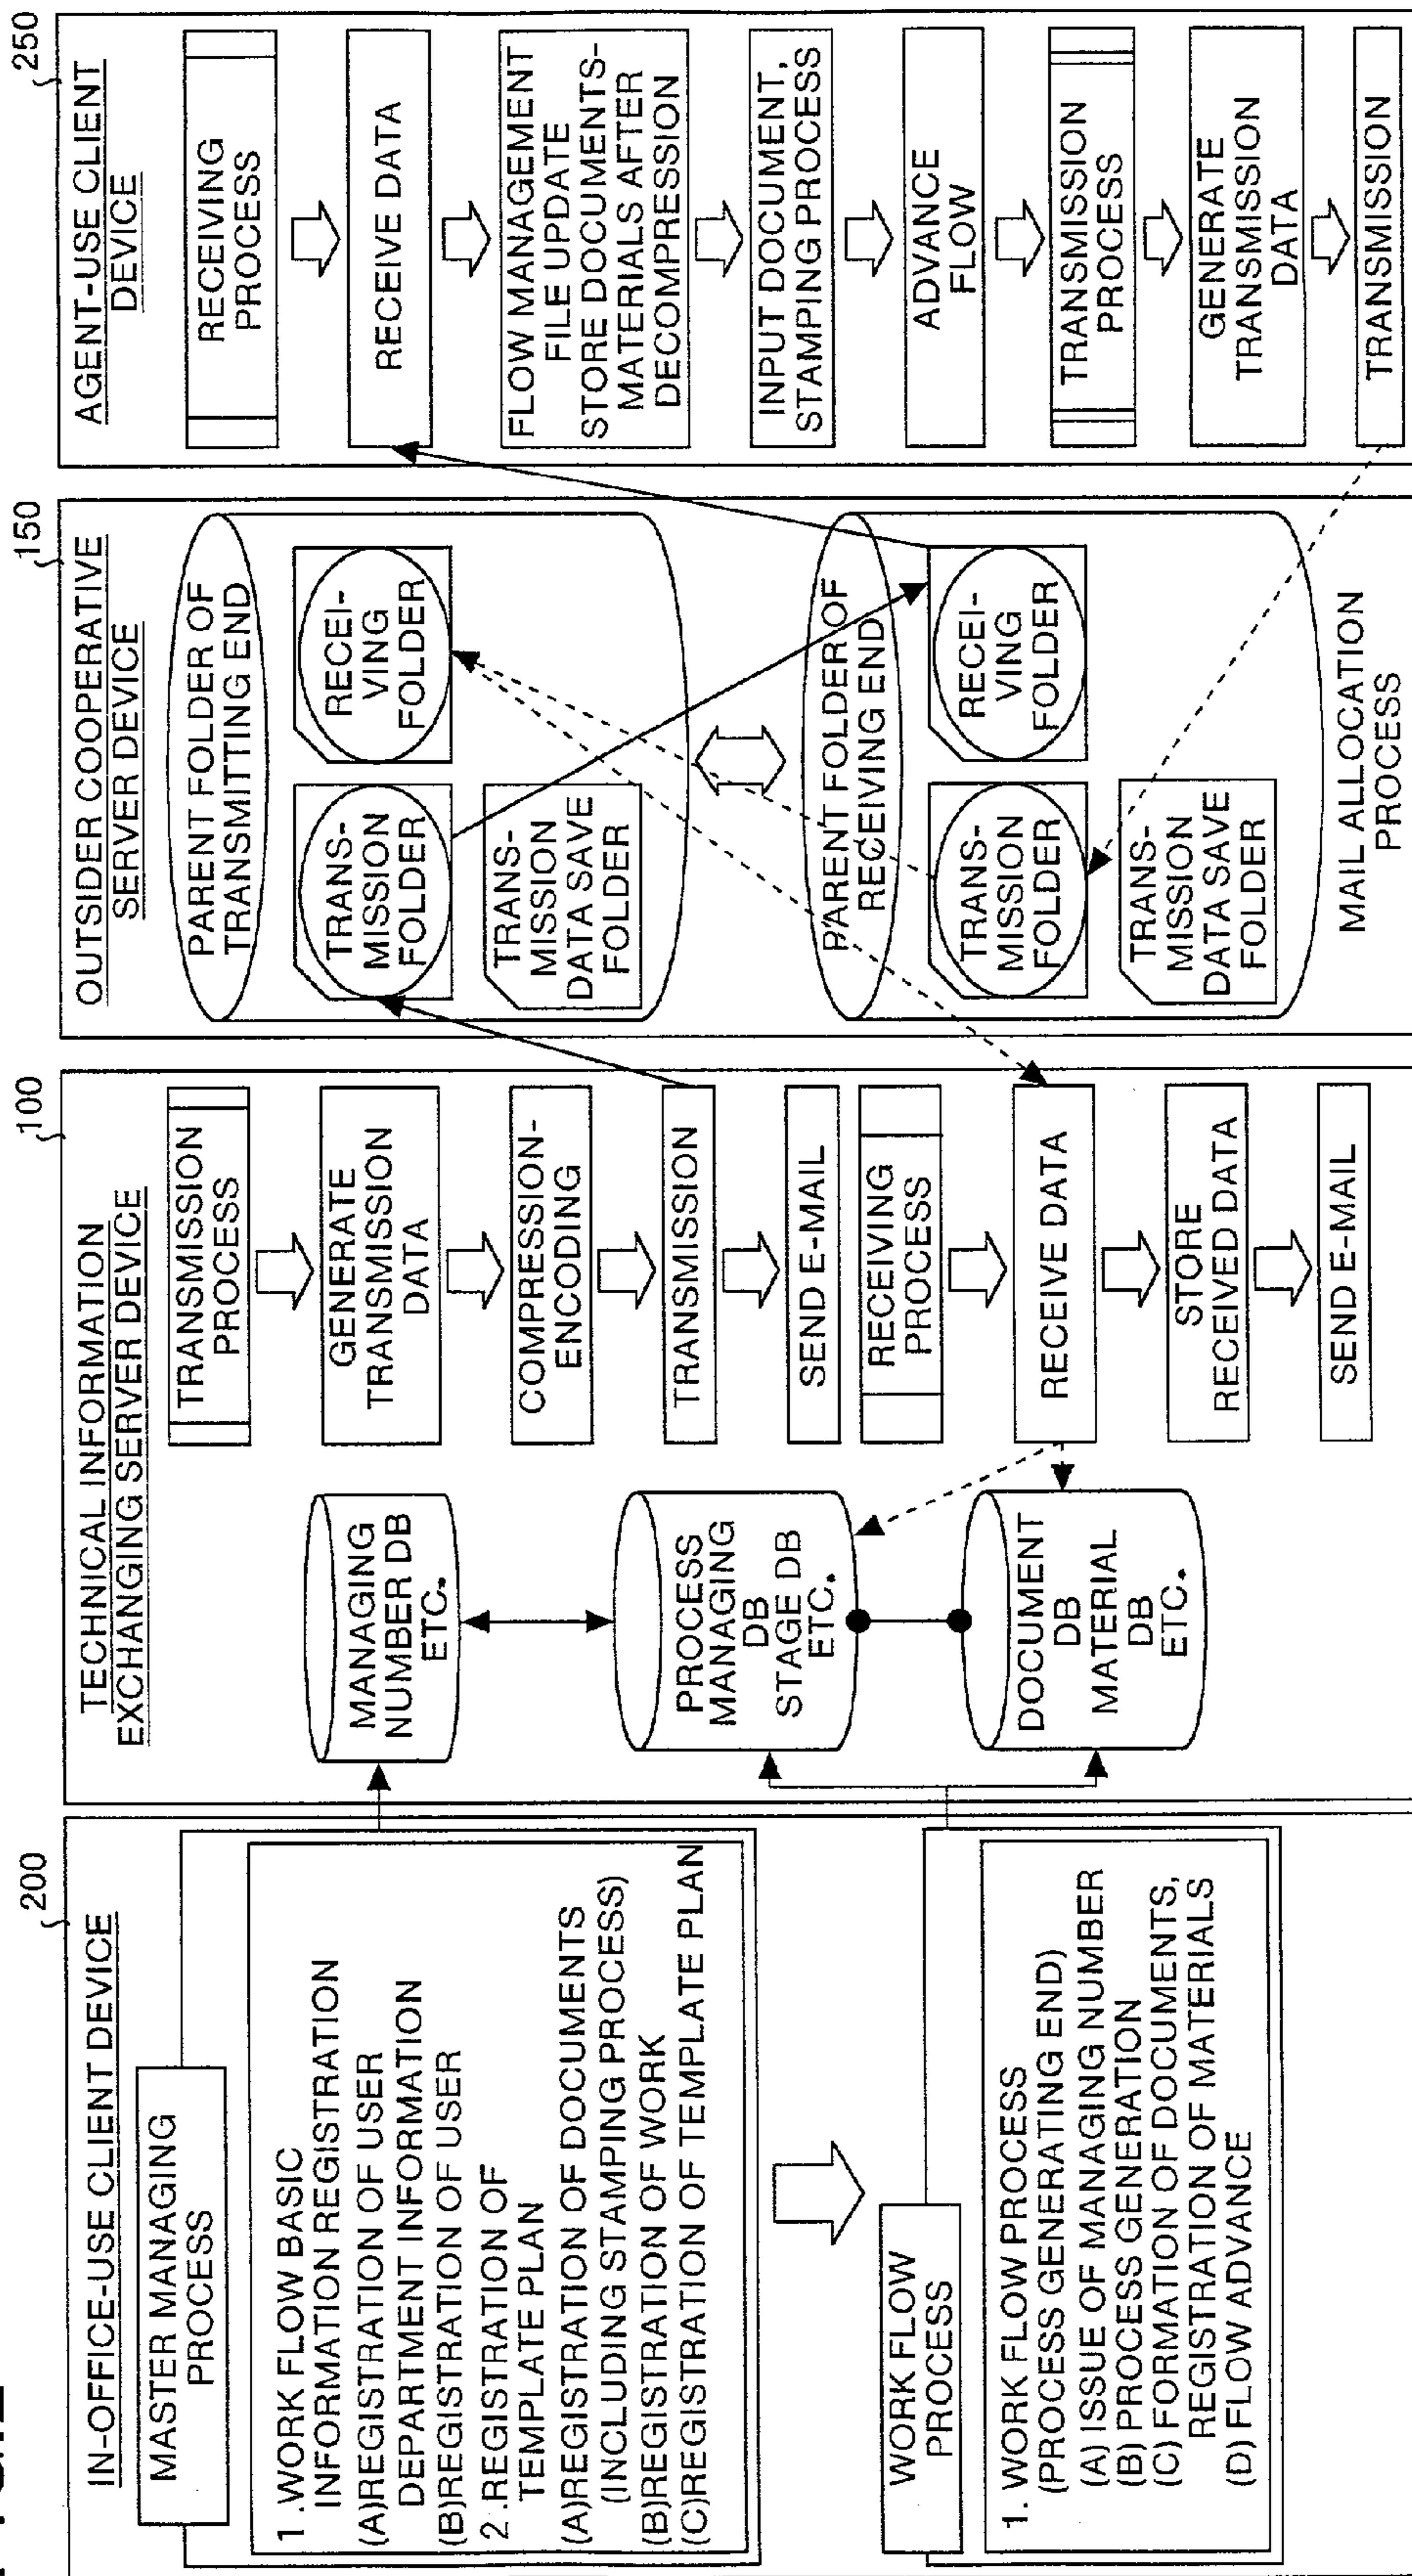 200
IN-OFFICE-USE CLIENT DEVICE
MASTER MANAGING
PROCESS
1.WORK FLOW BASIC
INFORMATION REGISTRATION
(A)REGISTRATION OF USER
DEPARTMENT INFORMATION
(B)REGISTRATION OF USER
2.REGISTRATION OF
TEMPLATE PLAN
(A)REGISTRATION OF DOCUMENTS
(INCLUDING STAMPING PROCESS)
(B)REGISTRATION OF WORK
(C)REGISTRATION OF TEMPLATE PLAN
WORK FLOW
PROCESS
1. WORK FLOW PROCESS
(PROCESS GENERATING END)
(A) ISSUE OF MANAGING NUMBER
(B) PROCESS GENERATION
(C) FORMATION OF DOCUMENTS,
REGISTRATION OF MATERIALS
(D) FLOW ADVANCE
100
TECHNICAL INFORMATION
EXCHANGING SERVER DEVICE
MANAGING
NUMBER DB
ETC.
PROCESS
MANAGING
DB
STAGE DB
ETC.
DOCUMENT
DB
MATERIAL
DB
ETC.
TRANSMISSION
PROCESS
GENERATE
TRANSMISSION
DATA
COMPRESSION-
ENCODING
TRANSMISSION
SEND E-MAIL
RECEIVING
PROCESS
RECEIVE DATA
STORE
RECEIVED DATA
SEND E-MAIL
150
OUTSIDER COOPERATIVE
SERVER DEVICE
PARENT FOLDER OF
TRANSMITTING END
TRANS-
MISSION
FOLDER
RECEI-
VING
FOLDER
TRANS-
MISSION
DATA SAVE
FOLDER
PARENT FOLDER OF
RECEIVING END
TRANS-
MISSION
FOLDER
RECEI-
VING
FOLDER
TRANS-
MISSION
DATA SAVE
FOLDER
MAIL ALLOCATION
PROCESS
250
AGENT-USE CLIENT
DEVICE
RECEIVING
PROCESS
RECEIVE DATA
FLOW MANAGEMENT
FILE UPDATE
STORE DOCUMENTS-
MATERIALS AFTER
DECOMPRESSION
INPUT DOCUMENT,
STAMPING PROCESS
ADVANCE
FLOW
TRANSMISSION
PROCESS
GENERATE
TRANSMISSION
DATA
TRANSMISSION